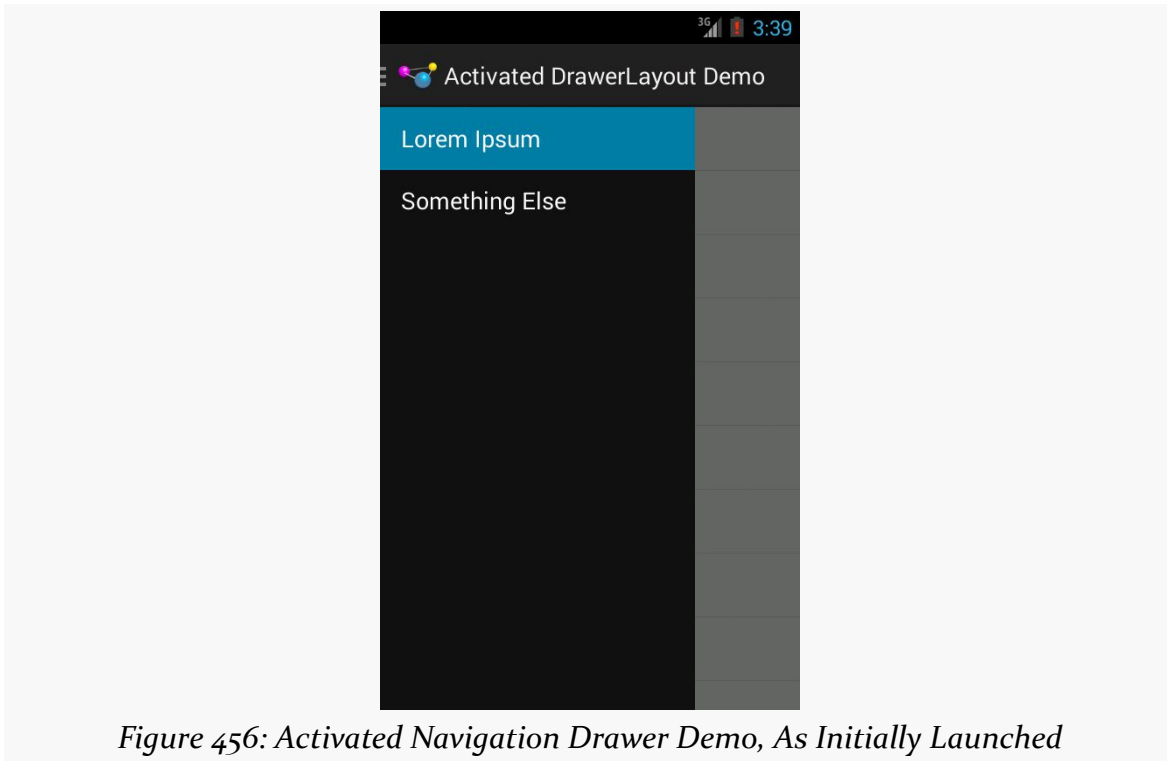 3G 3:39
Activated DrawerLayout Demo
Lorem Ipsum
Something Else
Figure 456: Activated Navigation Drawer Demo, As Initially Launched